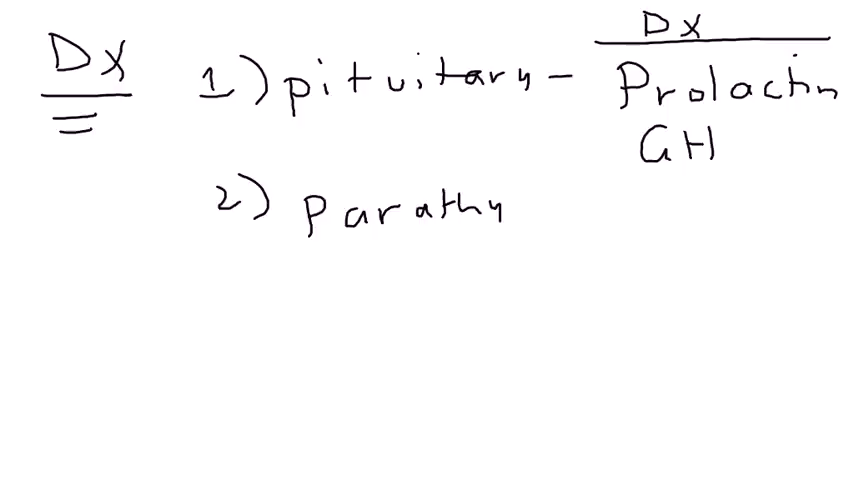 Dx
Dx 1) pituitary - Prolactin
GH
2) Parathy